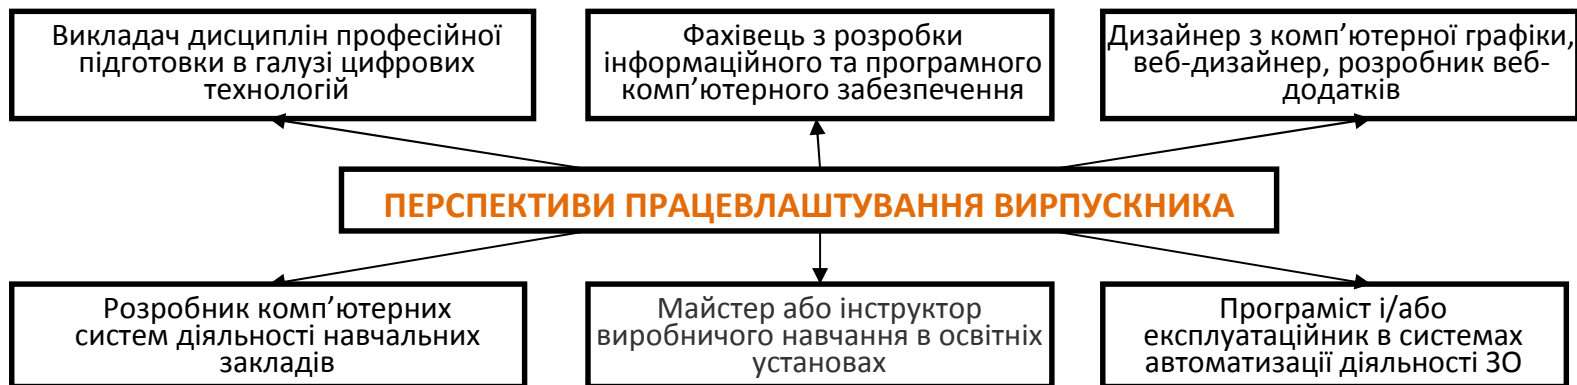 Викладач дисциплін професійної
підготовки в галузі цифрових
технологій
Фахівець з розробки
інформаційного та програмного
комп’ютерного забезпечення
Дизайнер з комп’ютерної графіки,
веб-дизайнер, розробник веб-
додатків
ПЕРСПЕКТИВИ ПРАЦЕВЛАШТУВАННЯ ВИРПУСКНИКА
Розробник комп’ютерних
систем діяльності навчальних
закладів
Майстер або інструктор
виробничого навчання в освітніх
установах
Програміст і/або
експлуатаційник в системах
автоматизації діяльності ЗО